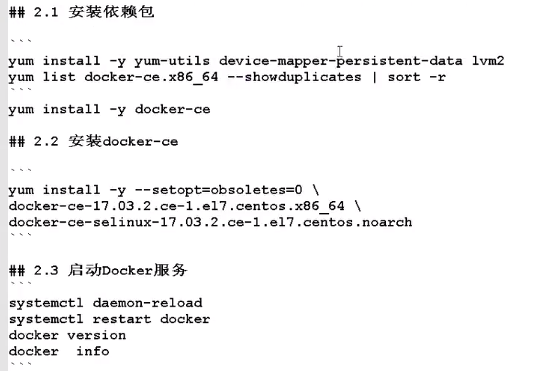 ## 2.1 安装依赖包
```
yum install -y yum-utils device-mapper-persistent-data lvm2
yum list docker-ce.x86_64 --showduplicates | sort -r
```
yum install -y docker-ce
## 2.2 安装docker-ce
```
yum install -y --setopt=obsoletes=0 \
docker-ce-17.03.2.ce-1.el7.centos.x86_64 \
docker-ce-selinux-17.03.2.ce-1.el7.centos.noarch
```
## 2.3 启动Docker服务
```
systemctl daemon-reload
systemctl restart docker
docker version
docker  info
```